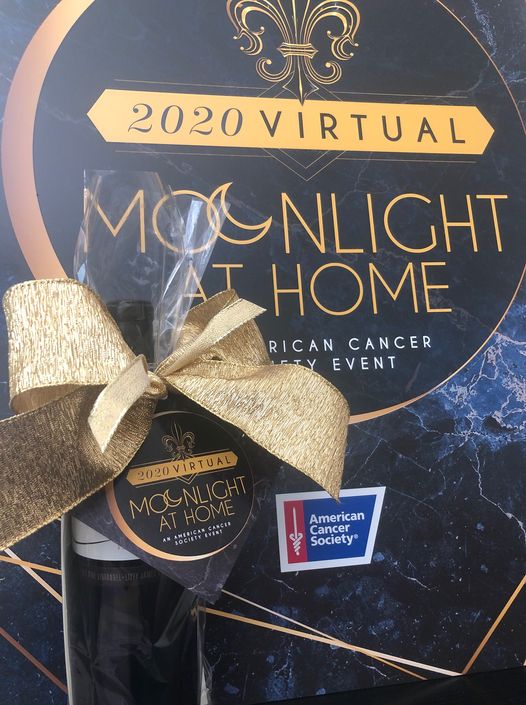 2020 VIRTUAL
MOONLIGHT
AT HOME
RICAN CANCER
ETY EVENT
2020 VIRTUAL
MOONLIGHT
AT HOME
AN AMERICAN CANCER
SOCIETY EVENT
American
Cancer
Society®